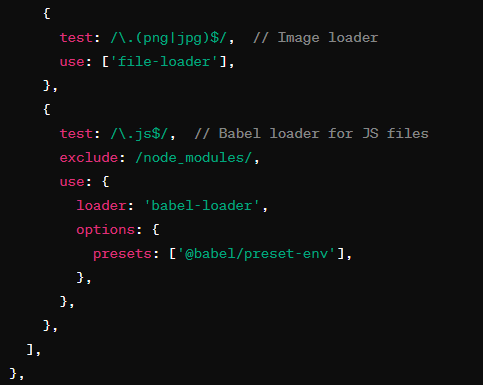 {
test: /\.(png|jpg)$/,  // Image loader
use: ['file-loader'],
},
{
test: /\.js$/,  // Babel loader for JS files
exclude: /node_modules/,
use: {
loader: 'babel-loader',
options: {
presets: ['@babel/preset-env'],
},
},
},
],
},